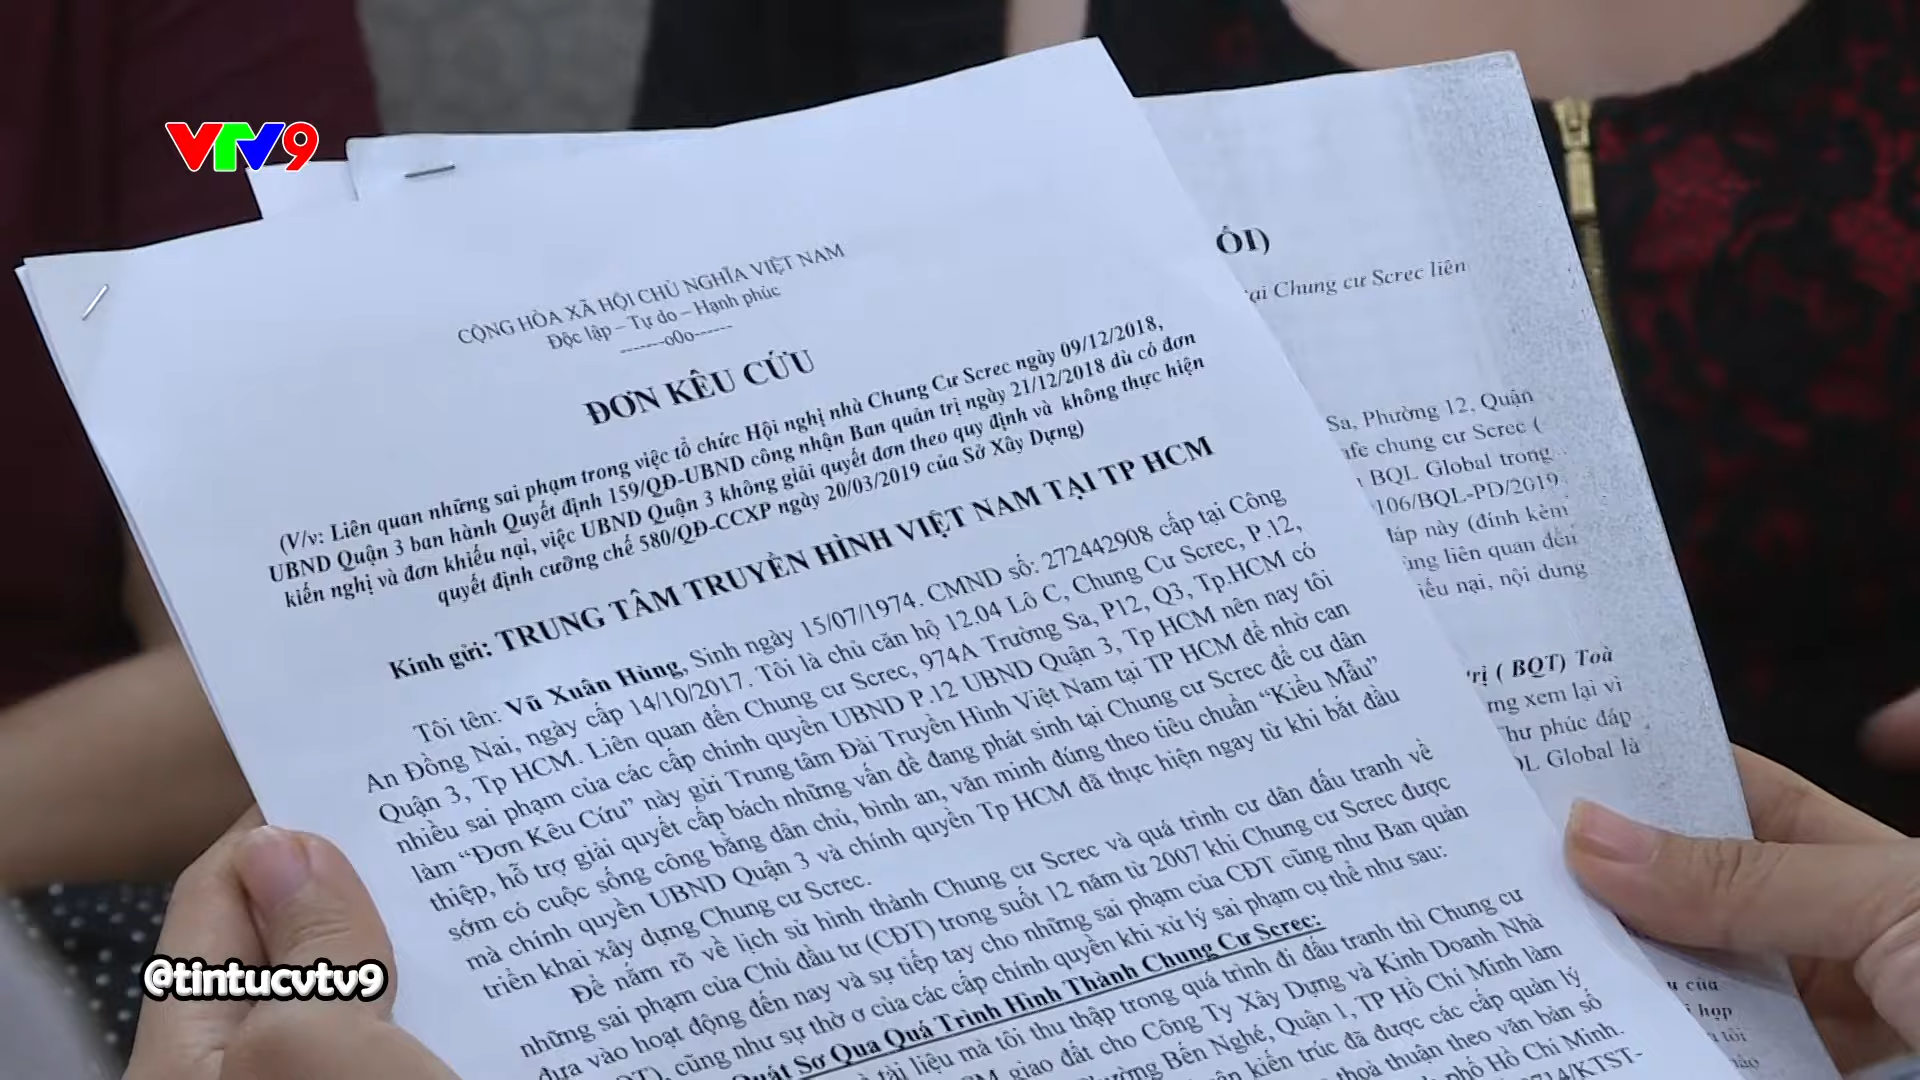 VTV9
CỘNG HÒA XÃ HỘI CHỦ NGHĨA VIỆT NAM
Độc lập – Tự do – Hạnh phúc
-------o0o------
ĐƠN KÊU CỨU
(V/v: Liên quan những sai phạm trong việc tổ chức Hội nghị nhà Chung Cư Screc ngày 09/12/2018,
UBND Quận 3 ban hành Quyết định 159/QĐ-UBND công nhận Ban quản trị ngày 21/12/2018 dù có đơn
kiến nghị và đơn khiếu nại, việc UBND Quận 3 không giải quyết đơn theo quy định và không thực hiện
quyết định cưỡng chế 580/QĐ-CCXP ngày 20/03/2019 của Sở Xây Dựng)
Kính gửi: TRUNG TÂM TRUYỀN HÌNH VIỆT NAM TẠI TP HCM
Tôi tên: Vũ Xuân Hùng, Sinh ngày 15/07/1974. CMND số: 272442908 cấp tại Công
An Đồng Nai, ngày cấp 14/10/2017. Tôi là chủ căn hộ 12.04 Lô C, Chung Cư Screc, P.12,
Quận 3, Tp HCM. Liên quan đến Chung cư Screc, 974A Trường Sa, P12, Q3, Tp.HCM có
nhiều sai phạm của các cấp chính quyền UBND P.12 UBND Quận 3, Tp HCM nên nay tôi
làm “Đơn Kêu Cứu” này gửi Trung tâm Đài Truyền Hình Việt Nam tại TP HCM để nhờ can
thiệp, hỗ trợ giải quyết cấp bách những vấn đề đang phát sinh tại Chung cư Screc để cư dân
sớm có cuộc sống công bằng dân chủ, bình an, văn minh đúng theo tiêu chuẩn “Kiểu Mẫu”
mà chính quyền UBND Quận 3 và chính quyền Tp HCM đã thực hiện ngay từ khi bắt đầu
triển khai xây dựng Chung cư Screc.
Để nắm rõ về lịch sử hình thành Chung cư Screc và quá trình cư dân đấu tranh về
những sai phạm của Chủ đầu tư (CĐT) trong suốt 12 năm từ 2007 khi Chung cư Screc được
đưa vào hoạt động đến nay và sự tiếp tay cho những sai phạm của CĐT cũng như Ban quản
cũng như sự thờ ơ của các cấp chính quyền khi xử lý sai phạm cụ thể như sau:
Sơ Qua Quá Trình Hình Thành Chung Cư Screc:
tài liệu mà tôi thu thập trong quá trình đi đấu tranh thì Chung cư
giao đất cho Công Ty Xây Dựng và Kinh Doanh Nhà
Bến Nghé, Quận 1, TP Hồ Chí Minh làm
kiến trúc đã được các cấp quản lý
thoả thuận theo văn bản số
phố Hồ Chí Minh.
714/KTST-
ỐI)
tại Chung cư Screc liên
Sa, Phường 12, Quận
chung cư Screc (
BQL Global trong
106/BQL-PD/2019
đáp này (đính kèm
liên quan đến
nại, nội dung
trị ( BQT) Toà
xem lại vì
Thư phúc đáp
Global là
của
họp
tôi
@tintucvtv9